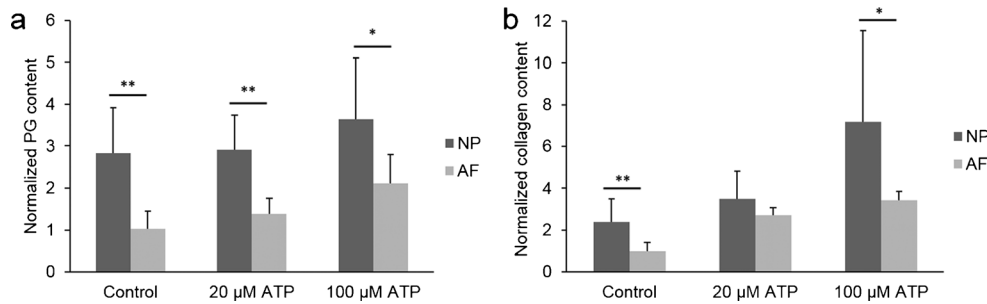 a
Normalized PG content
6
5
4
3
2
1
0
**
**
*
NP
AF
Control
20 µM ATP
100 µM ATP
b
Normalized collagen content
12
10
8
6
4
2
0
**
*
NP
AF
Control
20 µM ATP
100 µM ATP